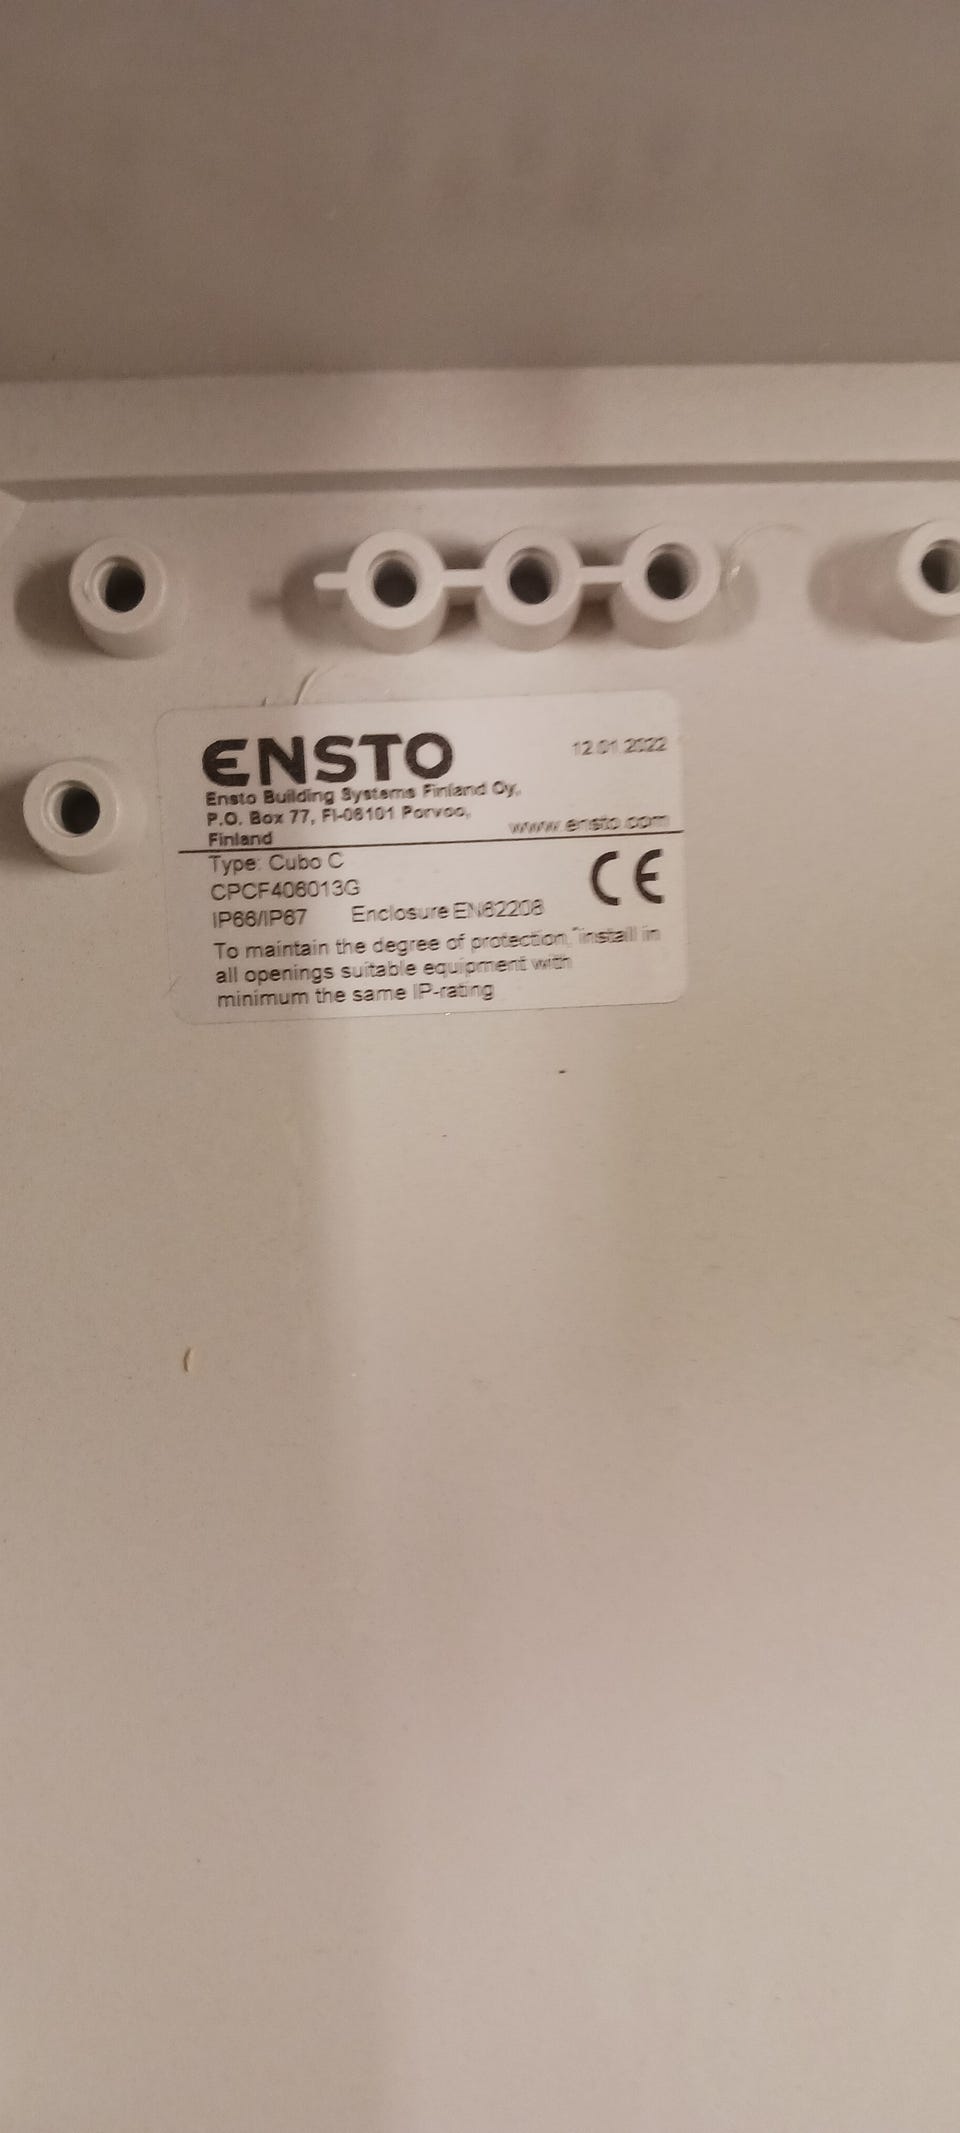 ENSTO
12.01.2022
Ensto Building Systems Finland Oy,
P.O. Box 77, FI-06101 Porvoo,
Finland
www.ensto.com
Type: Cubo C
CPCF406013G
IP66/IP67 Enclosure EN62208
CE
To maintain the degree of protection, install in
all openings suitable equipment with
minimum the same IP-rating